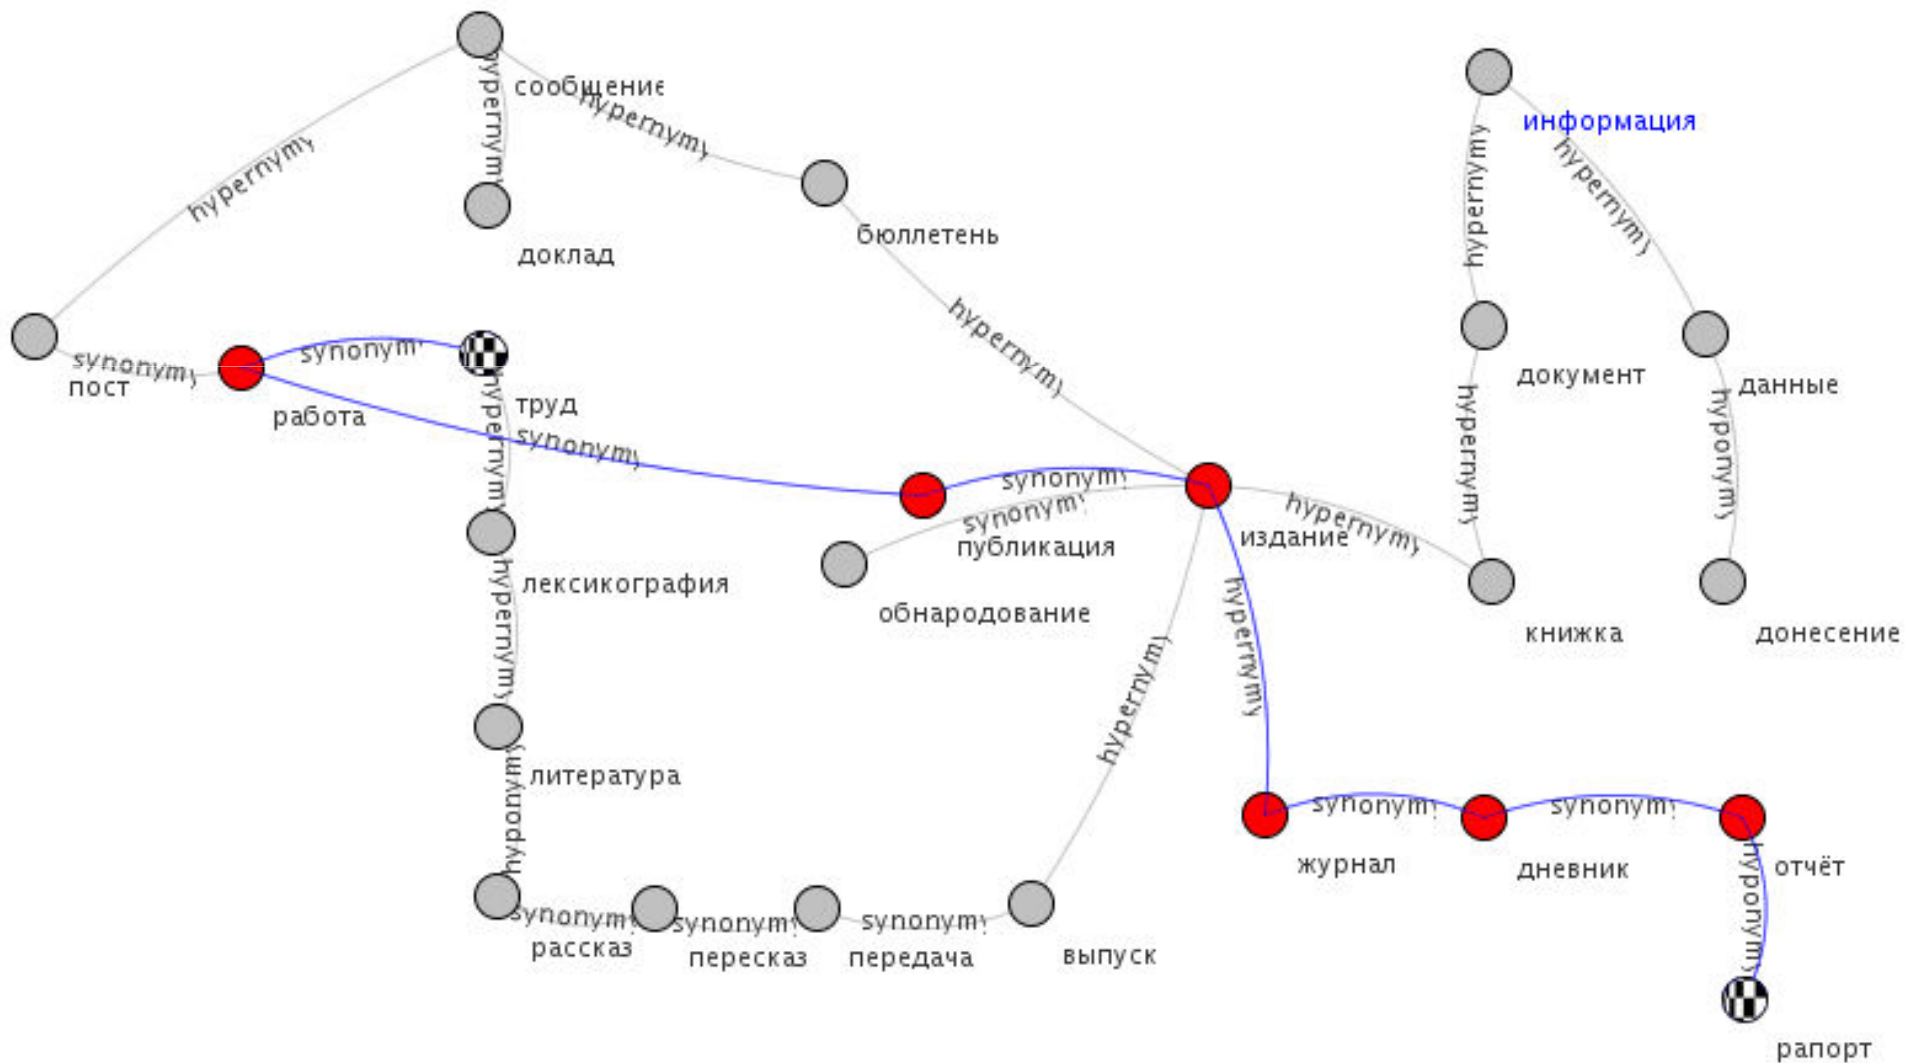 сообщение
hypernymy
hypernymy
hypernymy
информация
hypernymy
hypernymy
доклад
бюллетень
hypernymy
synonymy
пост
synonymy
работа
труд
hypernymy
synonymy
документ
данные
hypernymy
hyponymy
synonymy
synonymy
публикация
издание
hypernymy
лексикография
обнародование
hypernymy
hypernymy
hypernymy
книжка
донесение
литература
hyponymy
synonymy
synonymy
журнал
дневник
отчёт
hyponymy
synonymy
рассказ
synonymy
пересказ
synonymy
передача
выпуск
рапорт